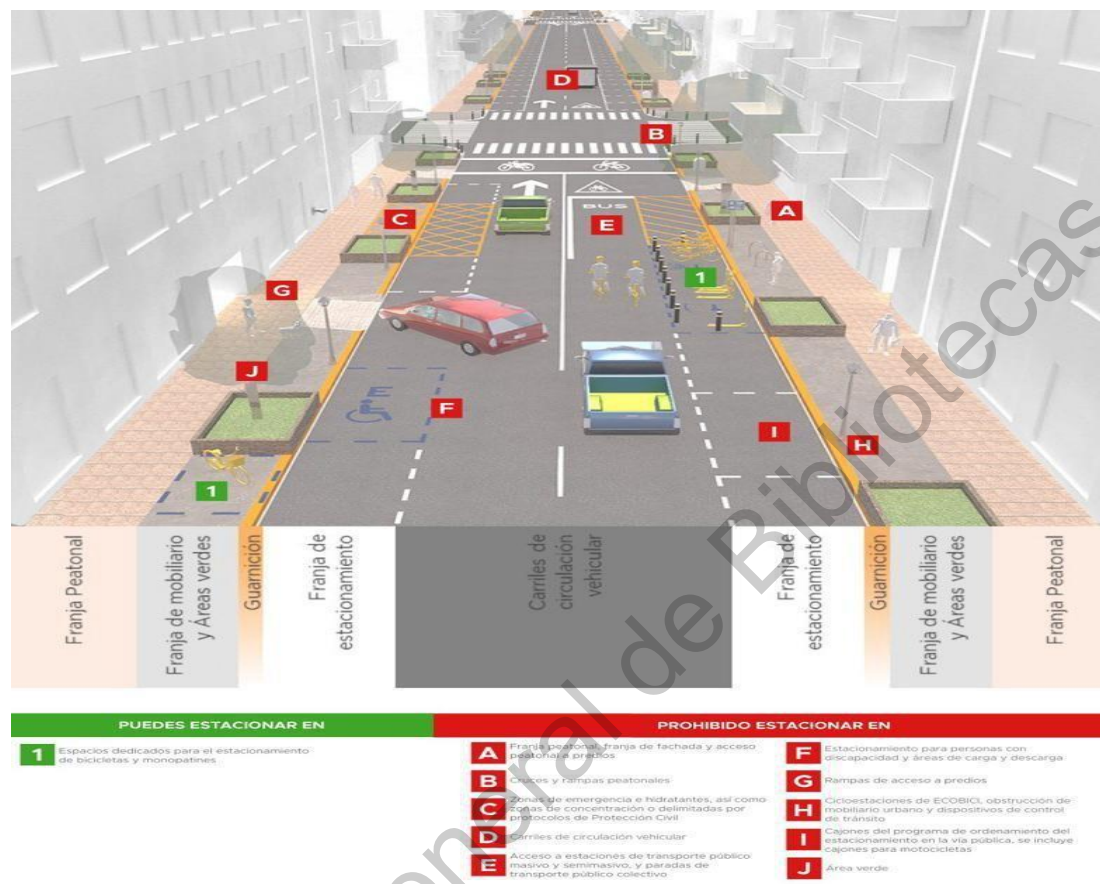 D
B
A
C
BUS
E
1
G
J
F
I
H
1
Franja Peatonal
Franja de mobiliario
y Áreas verdes
Guarnición
Franja de
estacionamiento
Carriles de
circulación
vehicular
Franja de
estacionamiento
Guarnición
Franja de mobiliario
y Áreas verdes
Franja Peatonal
PUEDES ESTACIONAR EN
1 Espacios dedicados para el estacionamiento
de bicicletas y monopatines
PROHIBIDO ESTACIONAR EN
A Franja peatonal, franja de fachada y acceso
peatonal a predios
B Cruces y rampas peatonales
C Zonas de emergencia e hidratantes, así como
zonas de concentración o delimitadas por
protocolos de Protección Civil
D Carriles de circulación vehicular
E Acceso a estaciones de transporte público
masivo y semimasivo, y paradas de
transporte público colectivo
F Estacionamiento para personas con
discapacidad y áreas de carga y descarga
G Rampas de acceso a predios
H Cicloestaciones de ECOBICI, obstrucción de
mobiliario urbano y dispositivos de control
de tránsito
I Cajones del programa de ordenamiento del
estacionamiento en la vía pública, se incluye
cajones para motocicletas
J Área verde
eneral de Bibliotecas